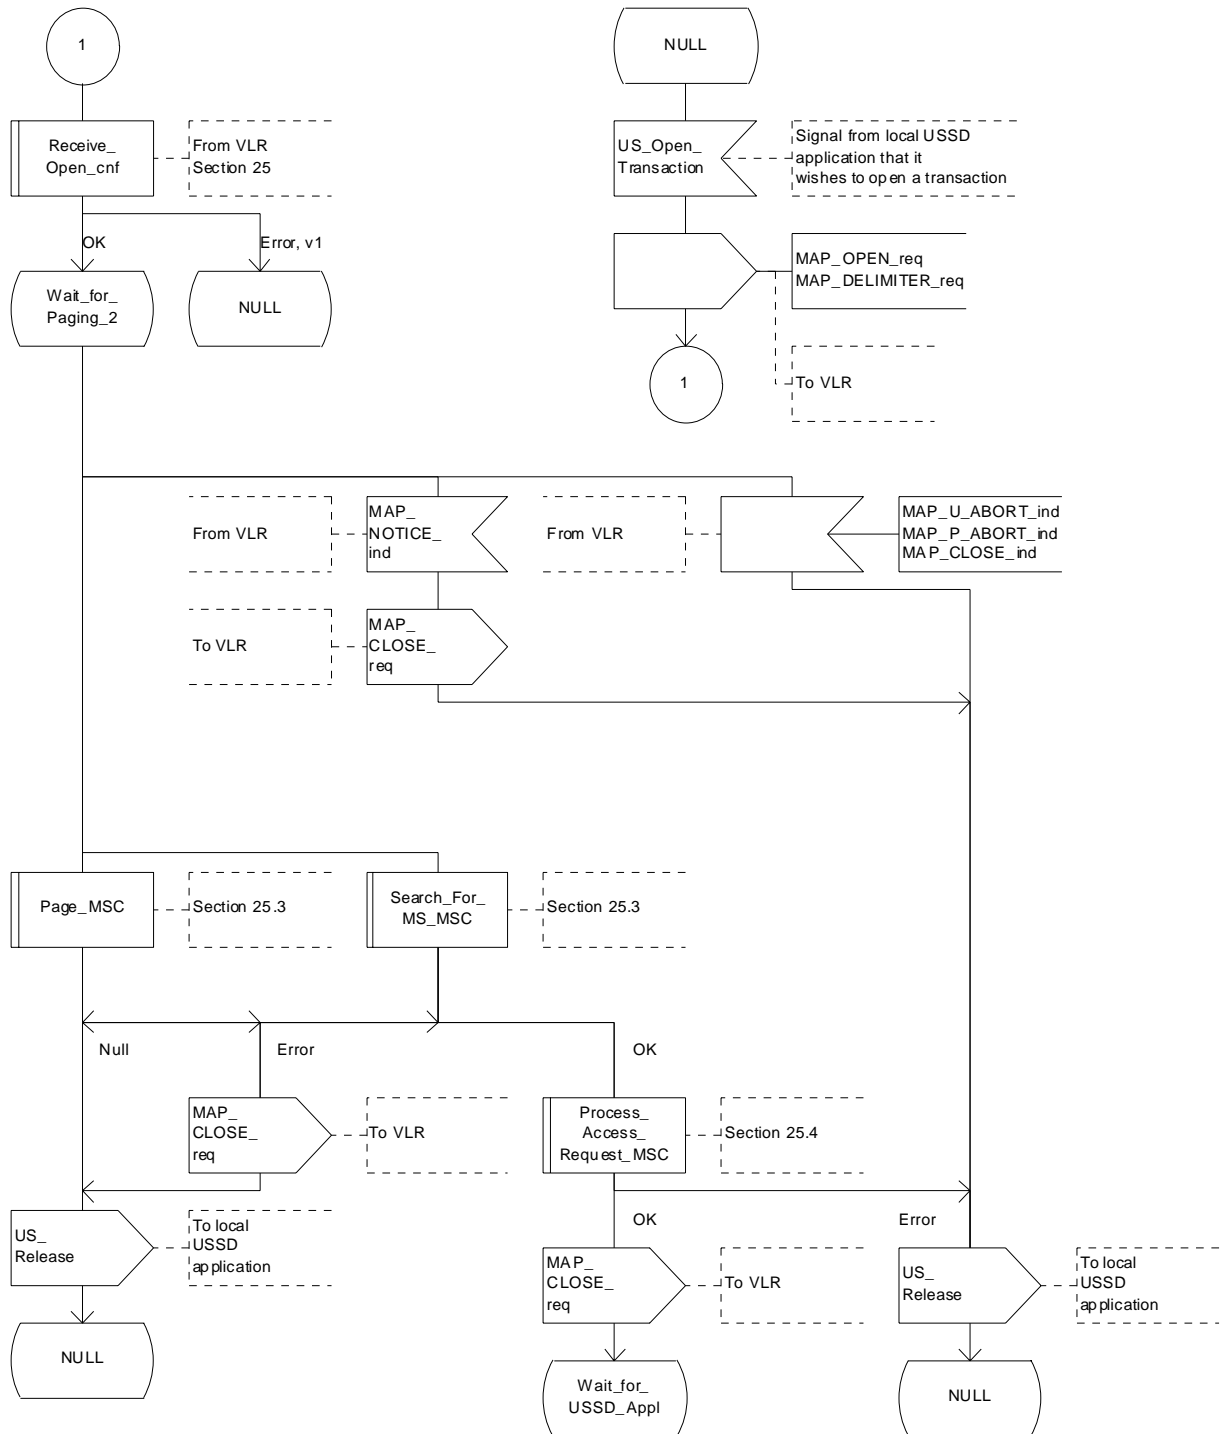 1
NULL
Receive_
Open_cnf
From VLR
Section 25
US_Open_
Transaction
Signal from local USSD
application that it
wishes to open a transaction
OK
Error, v1
Wait_for_
Paging_2
NULL
MAP_OPEN_req
MAP_DELIMITER_req
1
To VLR
From VLR
MAP_
NOTICE_
ind
From VLR
MAP_U_ABORT_ind
MAP_P_ABORT_ind
MAP_CLOSE_ind
To VLR
MAP_
CLOSE_
req
Page_MSC
Section 25.3
Search_For_
MS_MSC
Section 25.3
Null
Error
OK
MAP_
CLOSE_
req
To VLR
Process_
Access_
Request_MSC
Section 25.4
US_
Release
To local
USSD
application
OK
Error
MAP_
CLOSE_
req
To VLR
US_
Release
To local
USSD
application
NULL
Wait_for_
USSD_Appl
NULL